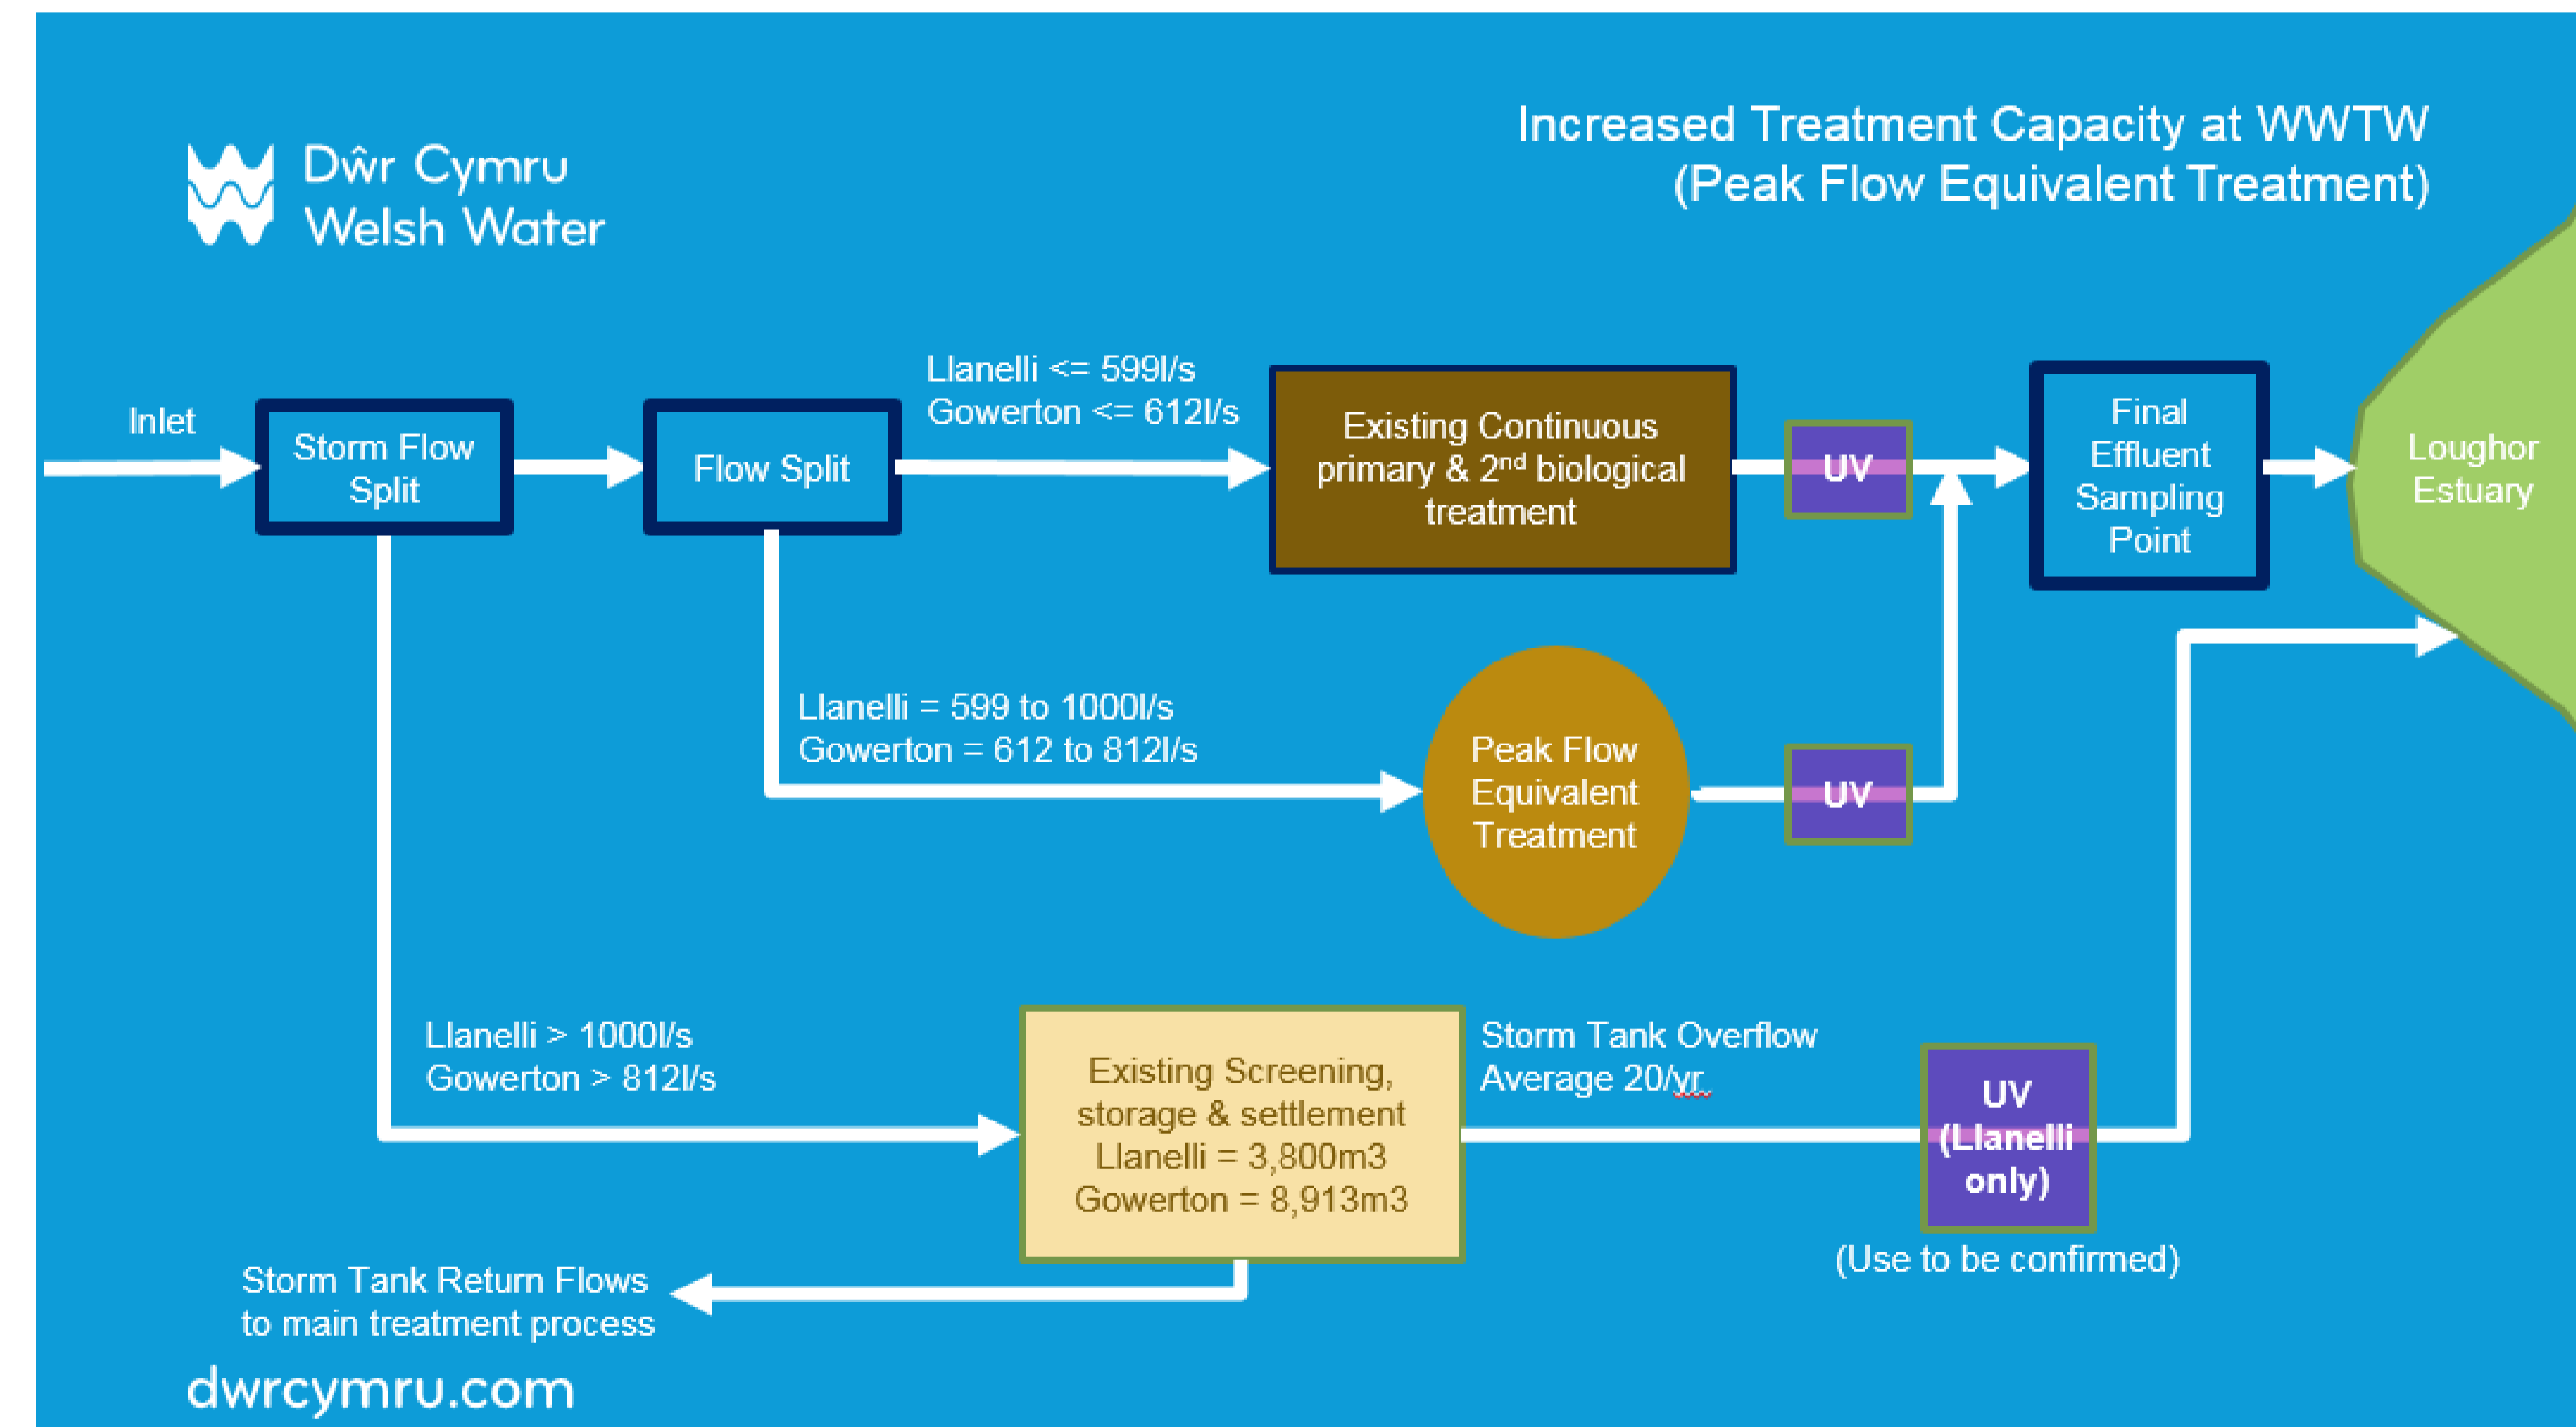 Dŵr Cymru
Welsh Water
Increased Treatment Capacity at WWTW
(Peak Flow Equivalent Treatment)
Inlet
Storm Flow
Split
Flow Split
Llanelli <= 599l/s
Gowerton <= 612l/s
Existing Continuous
primary & 2nd biological
treatment
UV
Final
Effluent
Sampling
Point
Loughor
Estuary
Llanelli = 599 to 1000l/s
Gowerton = 612 to 812l/s
Peak Flow
Equivalent
Treatment
UV
Llanelli > 1000l/s
Gowerton > 812l/s
Existing Screening,
storage & settlement
Llanelli = 3,800m3
Gowerton = 8,913m3
Storm Tank Overflow
Average 20/yr.
UV
(Llanelli
only)
(Use to be confirmed)
Storm Tank Return Flows
to main treatment process
dwrcymru.com